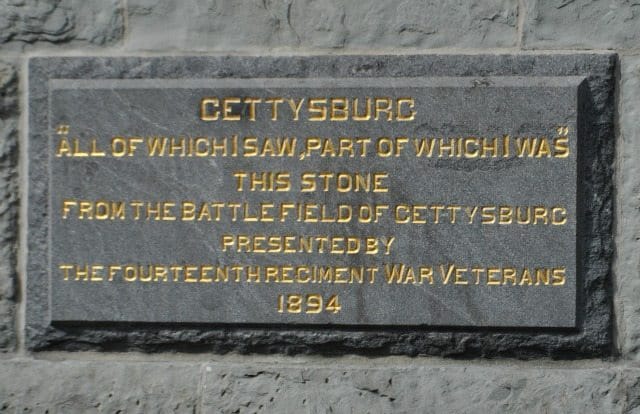 GETTYSBURG
"ALL OF WHICH I SAW, PART OF WHICH I WAS"
THIS STONE
FROM THE BATTLE FIELD OF GETTYSBURG
PRESENTED BY
THE FOURTEENTH REGIMENT WAR VETERANS
1894